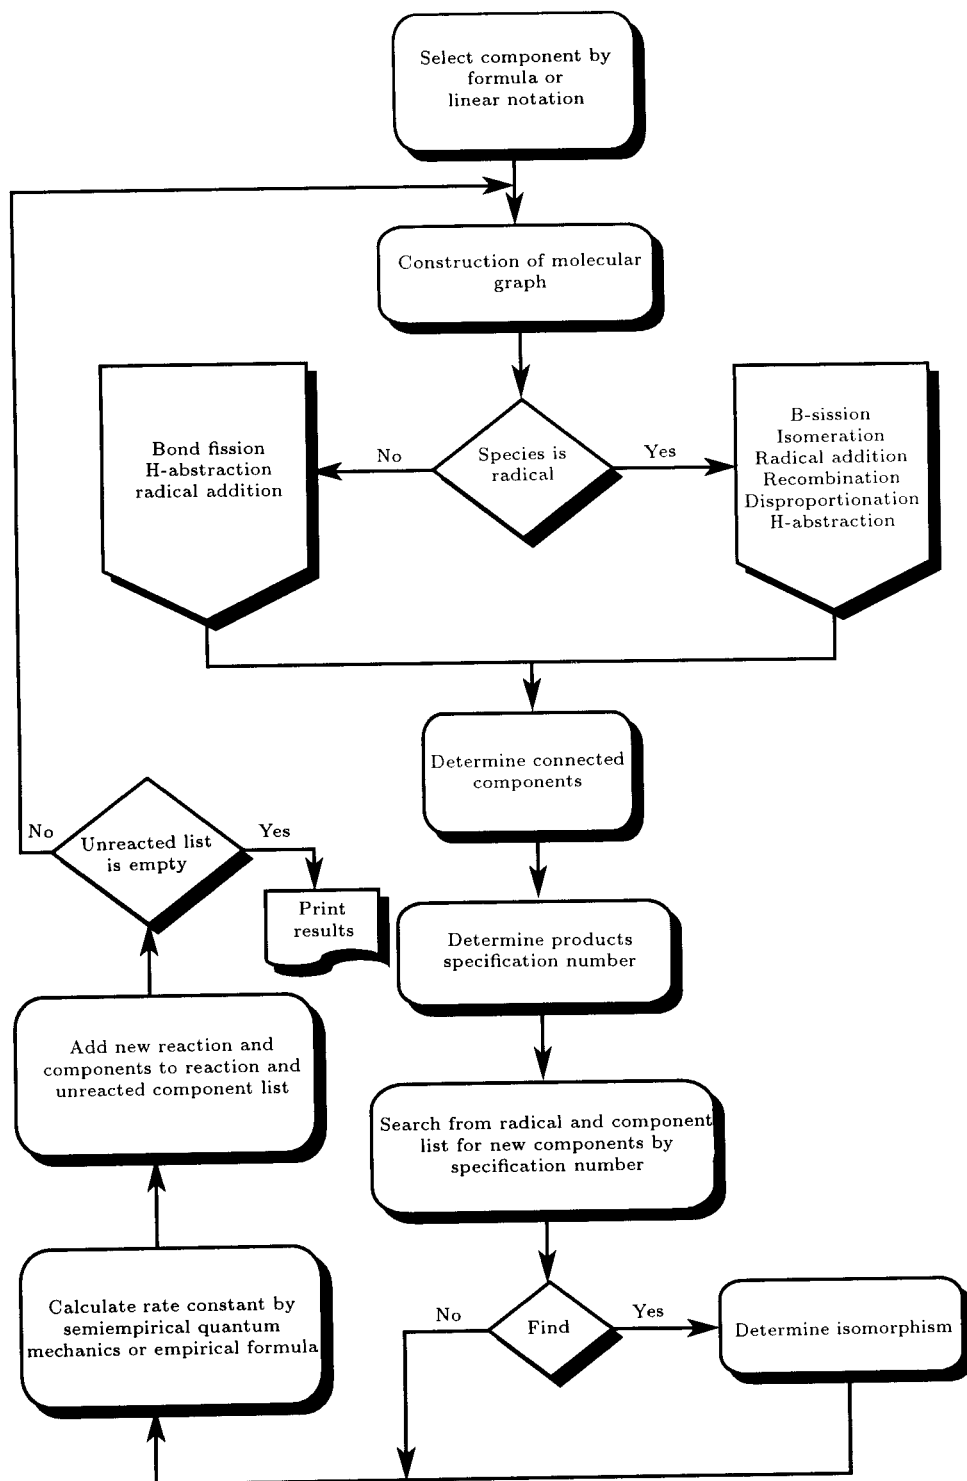 Select component by
formula or
linear notation
Construction of molecular
graph
Bond fission
H-abstraction
radical addition
No
Species is
radical
Yes
B-sission
Isomeration
Radical addition
Recombination
Disproportionation
H-abstraction
Determine connected
components
No
Unreacted list
is empty
Yes
Print
results
Determine products
specification number
Add new reaction and
components to reaction and
unreacted component list
Search from radical and component
list for new components by
specification number
Calculate rate constant by
semiempirical quantum
mechanics or empirical formula
No
Find
Yes
Determine isomorphism